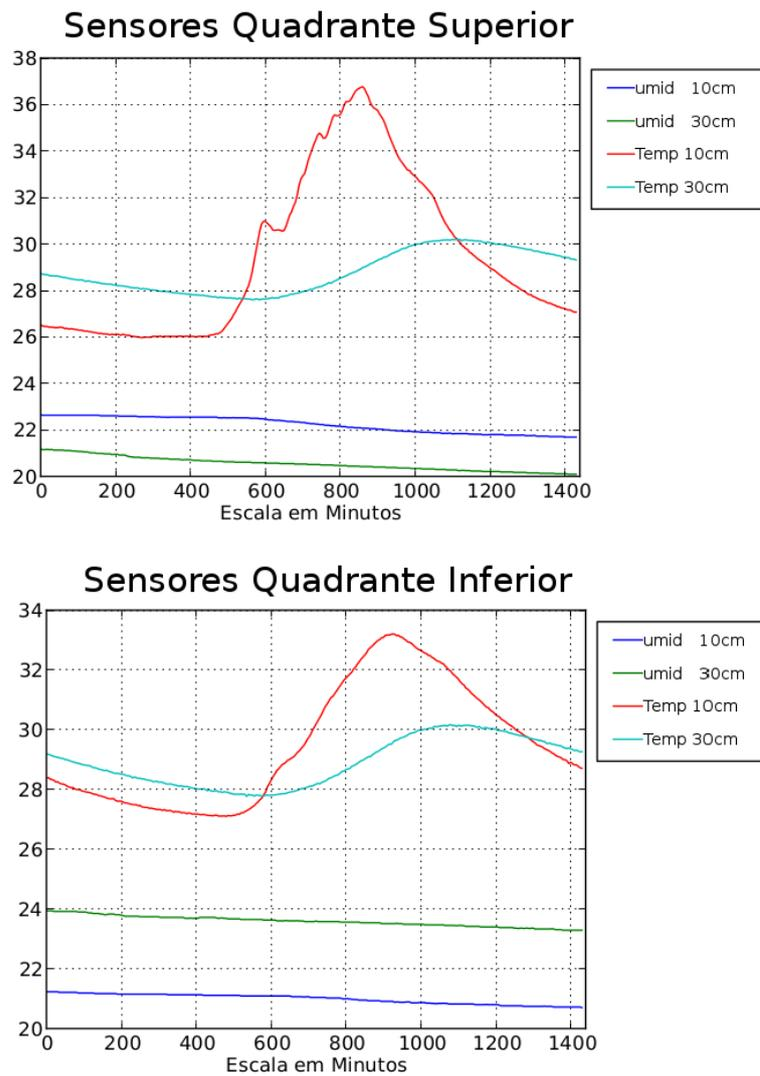 Sensores Quadrante Superior
38
36
34
32
30
28
26
24
22
20
0 200 400 600 800 1000 1200 1400
Escala em Minutos
umid 10cm
umid 30cm
Temp 10cm
Temp 30cm
Sensores Quadrante Inferior
34
32
30
28
26
24
22
20
0 200 400 600 800 1000 1200 1400
Escala em Minutos
umid 10cm
umid 30cm
Temp 10cm
Temp 30cm